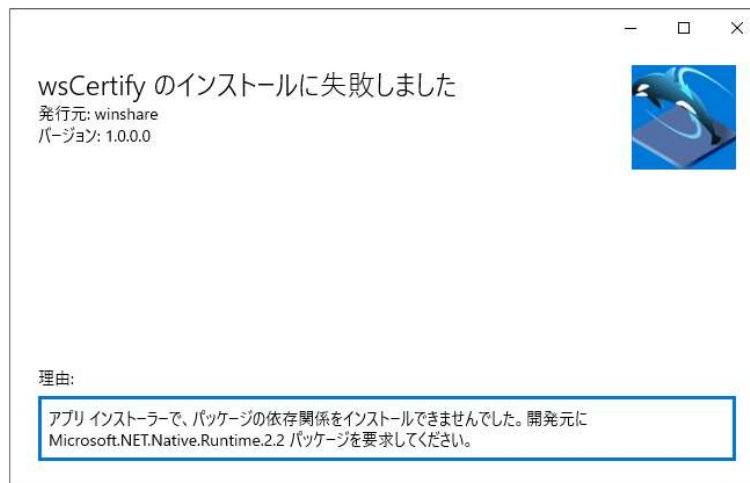 wsCertify のインストールに失敗しました
発行元: winshare
バージョン: 1.0.0.0
理由:
アプリ インストーラーで、パッケージの依存関係をインストールできませんでした。開発元に
Microsoft.NET.Native.Runtime.2.2 パッケージを要求してください。